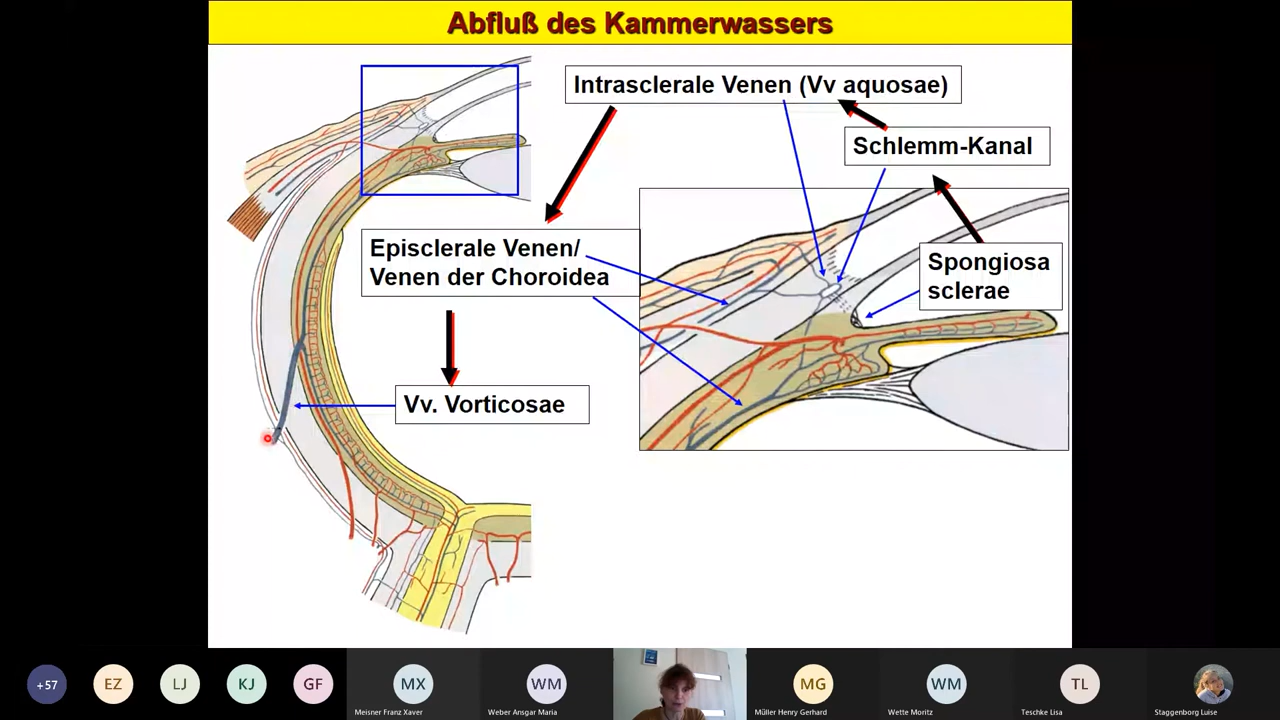 Abfluß des Kammerwassers
Intrasclerale Venen (Vv aquosae)
Schlemm-Kanal
Spongiosa
sclerae
Episclerale Venen/
Venen der Choroidea
Vv. Vorticosae
+57
EZ
LJ
KJ
GF
MX
WM
MG
WM
TL
Meisner Franz Xaver
Weber Ansgar Maria
Müller Henry Gerhard
Wette Moritz
Teschke Lisa
Staggenborg Luise